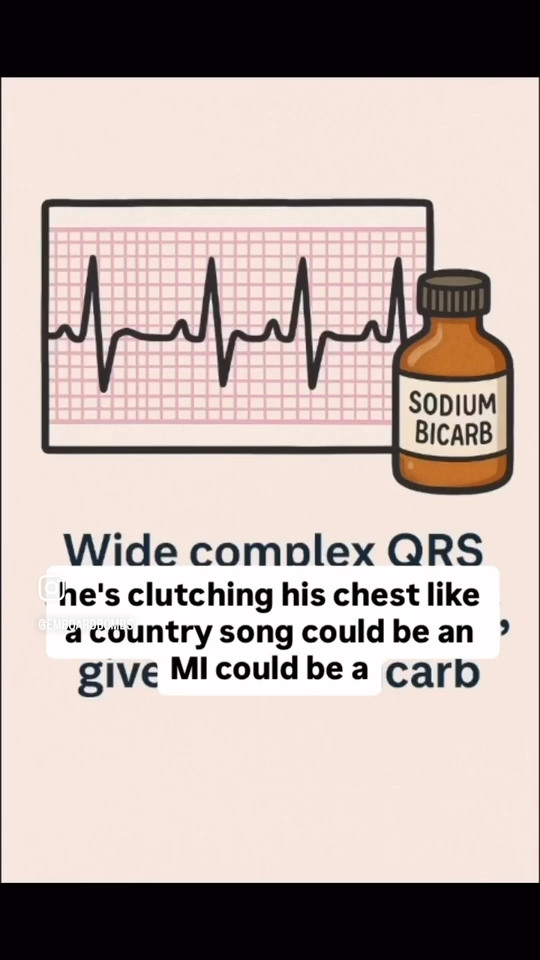 SODIUM
BICARB
Wide complex QRS
he's clutching his chest like
@EMBOARDBOMBS
a country song could be an
,
MI could be a
give carb